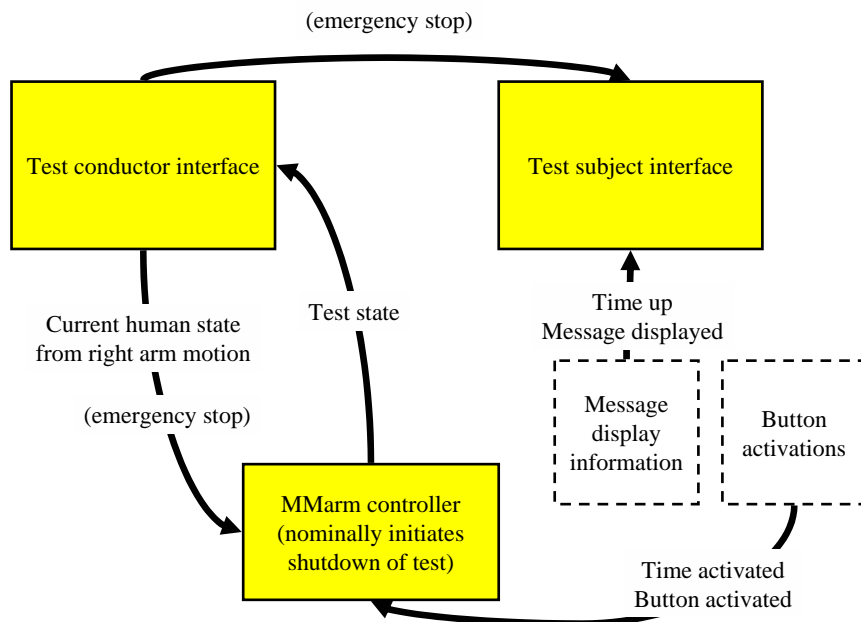 (emergency stop)
Test conductor interface
Test subject interface
Current human state
from right arm motion
(emergency stop)
Test state
Time up
Message displayed
Message
display
information
Button
activations
MMarm controller
(nominally initiates
shutdown of test)
Time activated
Button activated